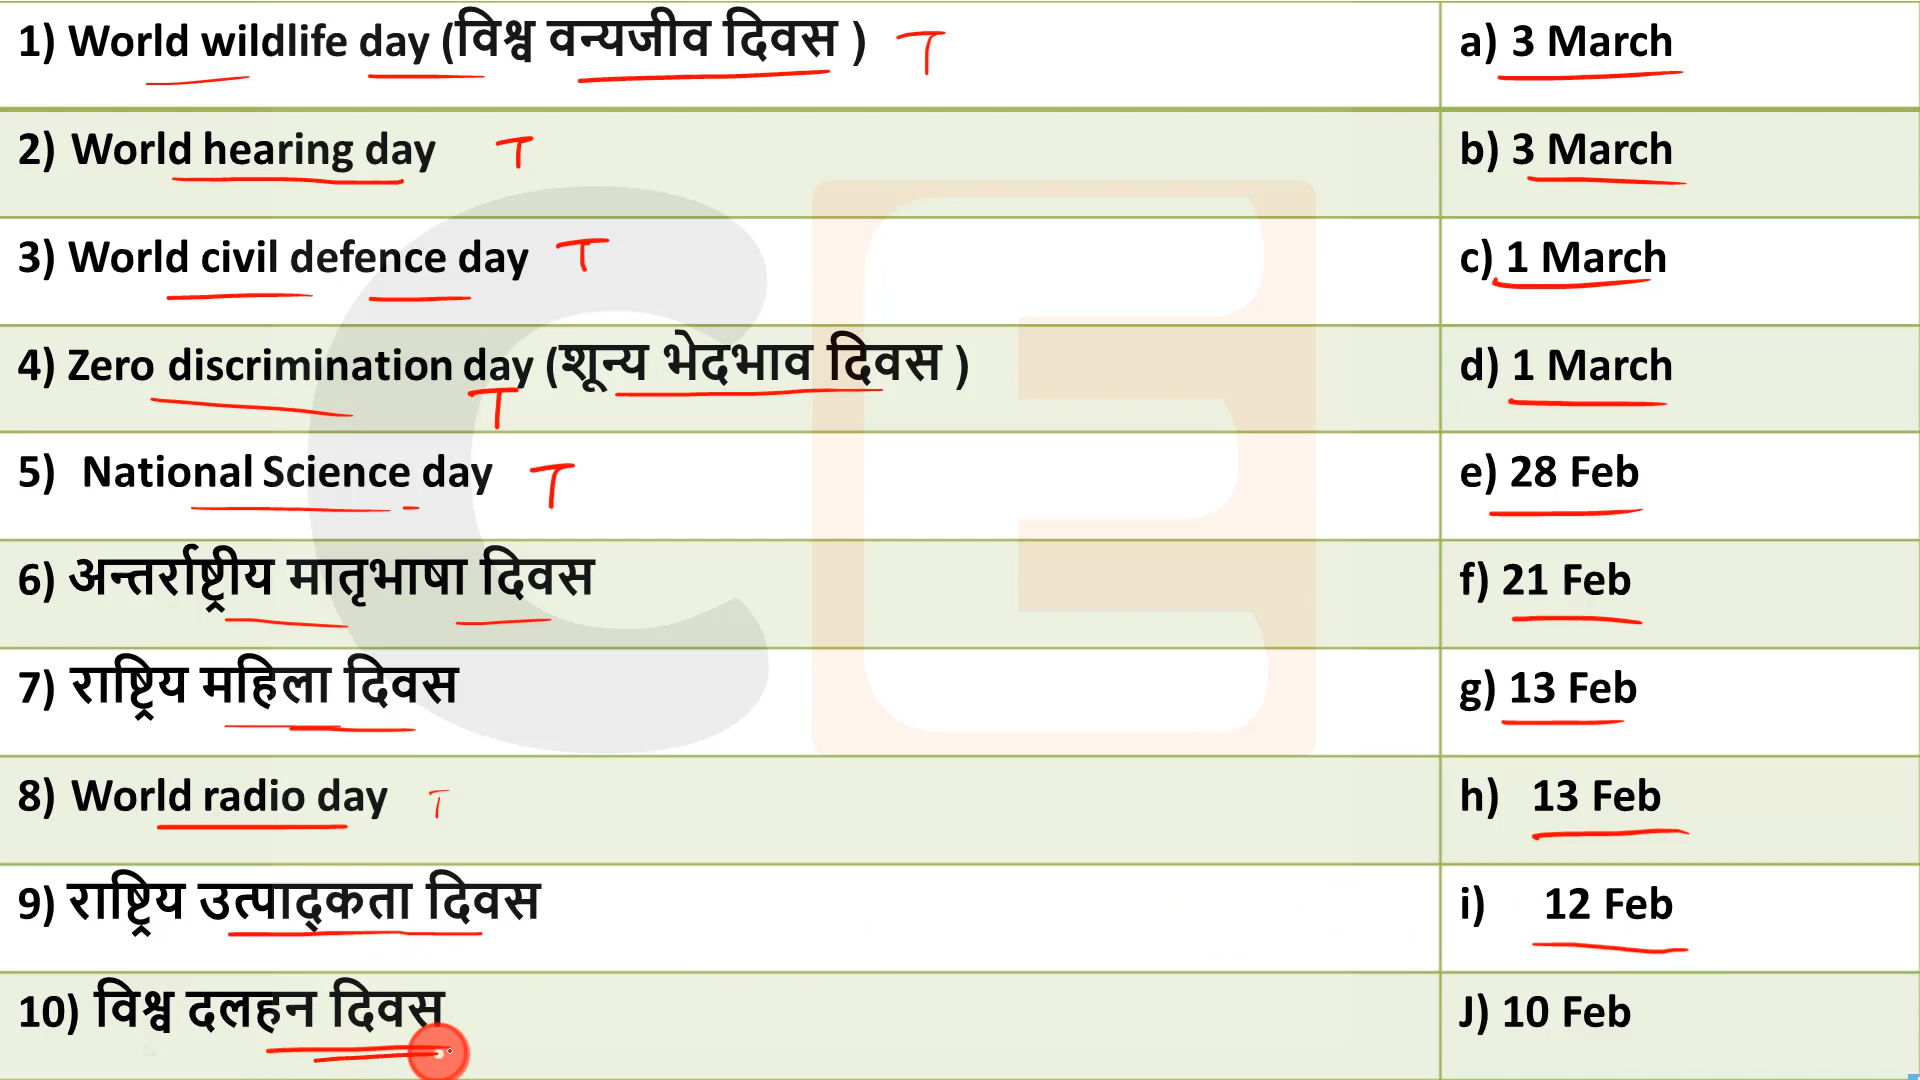 1) World wildlife day (विश्व वन्यजीव दिवस ) T a) 3 March
2) World hearing day T b) 3 March
3) World civil defence day T c) 1 March
4) Zero discrimination day (शून्य भेदभाव दिवस ) T d) 1 March
5) National Science day T e) 28 Feb
6) अन्तर्राष्ट्रीय मातृभाषा दिवस f) 21 Feb
7) राष्ट्रिय महिला दिवस g) 13 Feb
8) World radio day T h) 13 Feb
9) राष्ट्रिय उत्पाद्कता दिवस i) 12 Feb
10) विश्व दलहन दिवस J) 10 Feb
CE